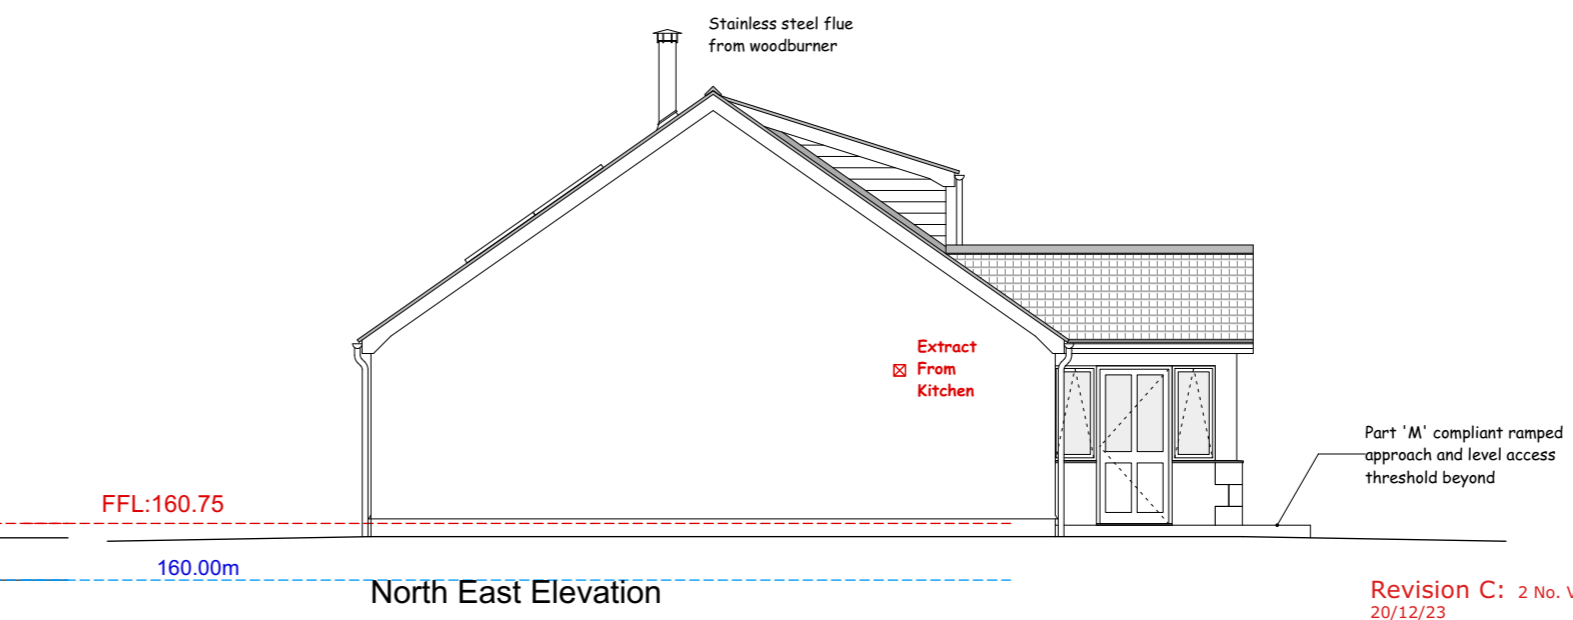 Stainless steel flue
from woodburner
Extract
From
Kitchen
Part 'M' compliant ramped
approach and level access
threshold beyond
FFL:160.75
160.00m
North East Elevation
Revision C: 2 No. V
20/12/23